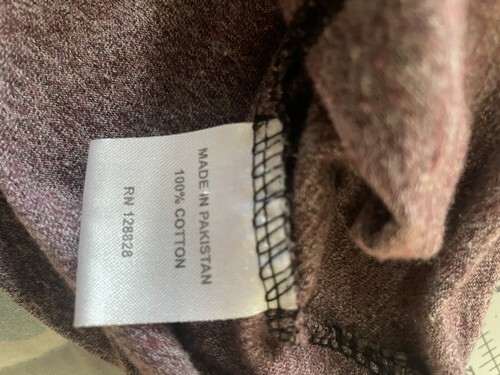 MADE IN PAKISTAN
100% COTTON
RN 128828